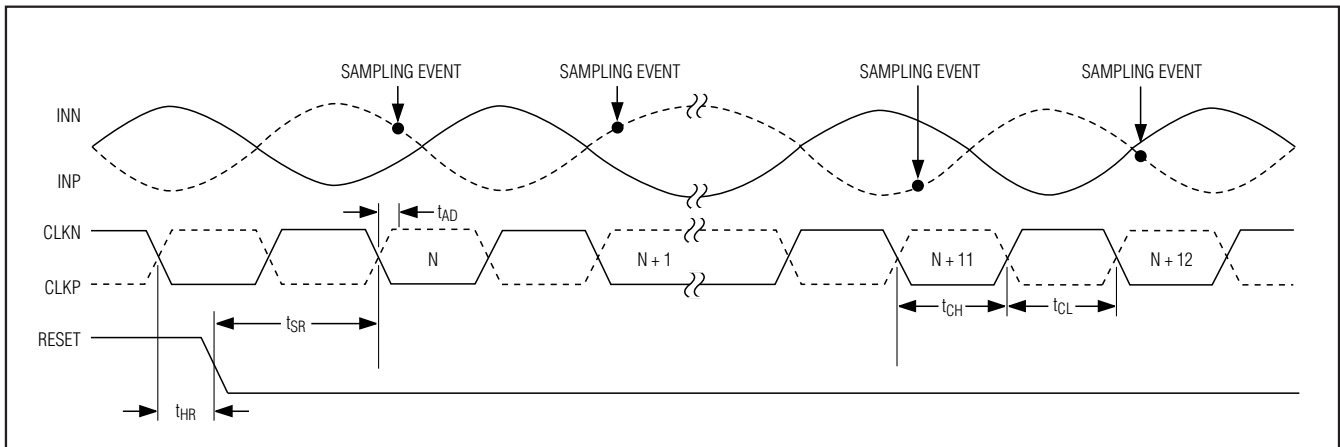 SAMPLING EVENT SAMPLING EVENT SAMPLING EVENT SAMPLING EVENT
INN
INP
tAD
CLKN
N N + 1 N + 11 N + 12
CLKP
tCH tCL
tSR
RESET
tHR